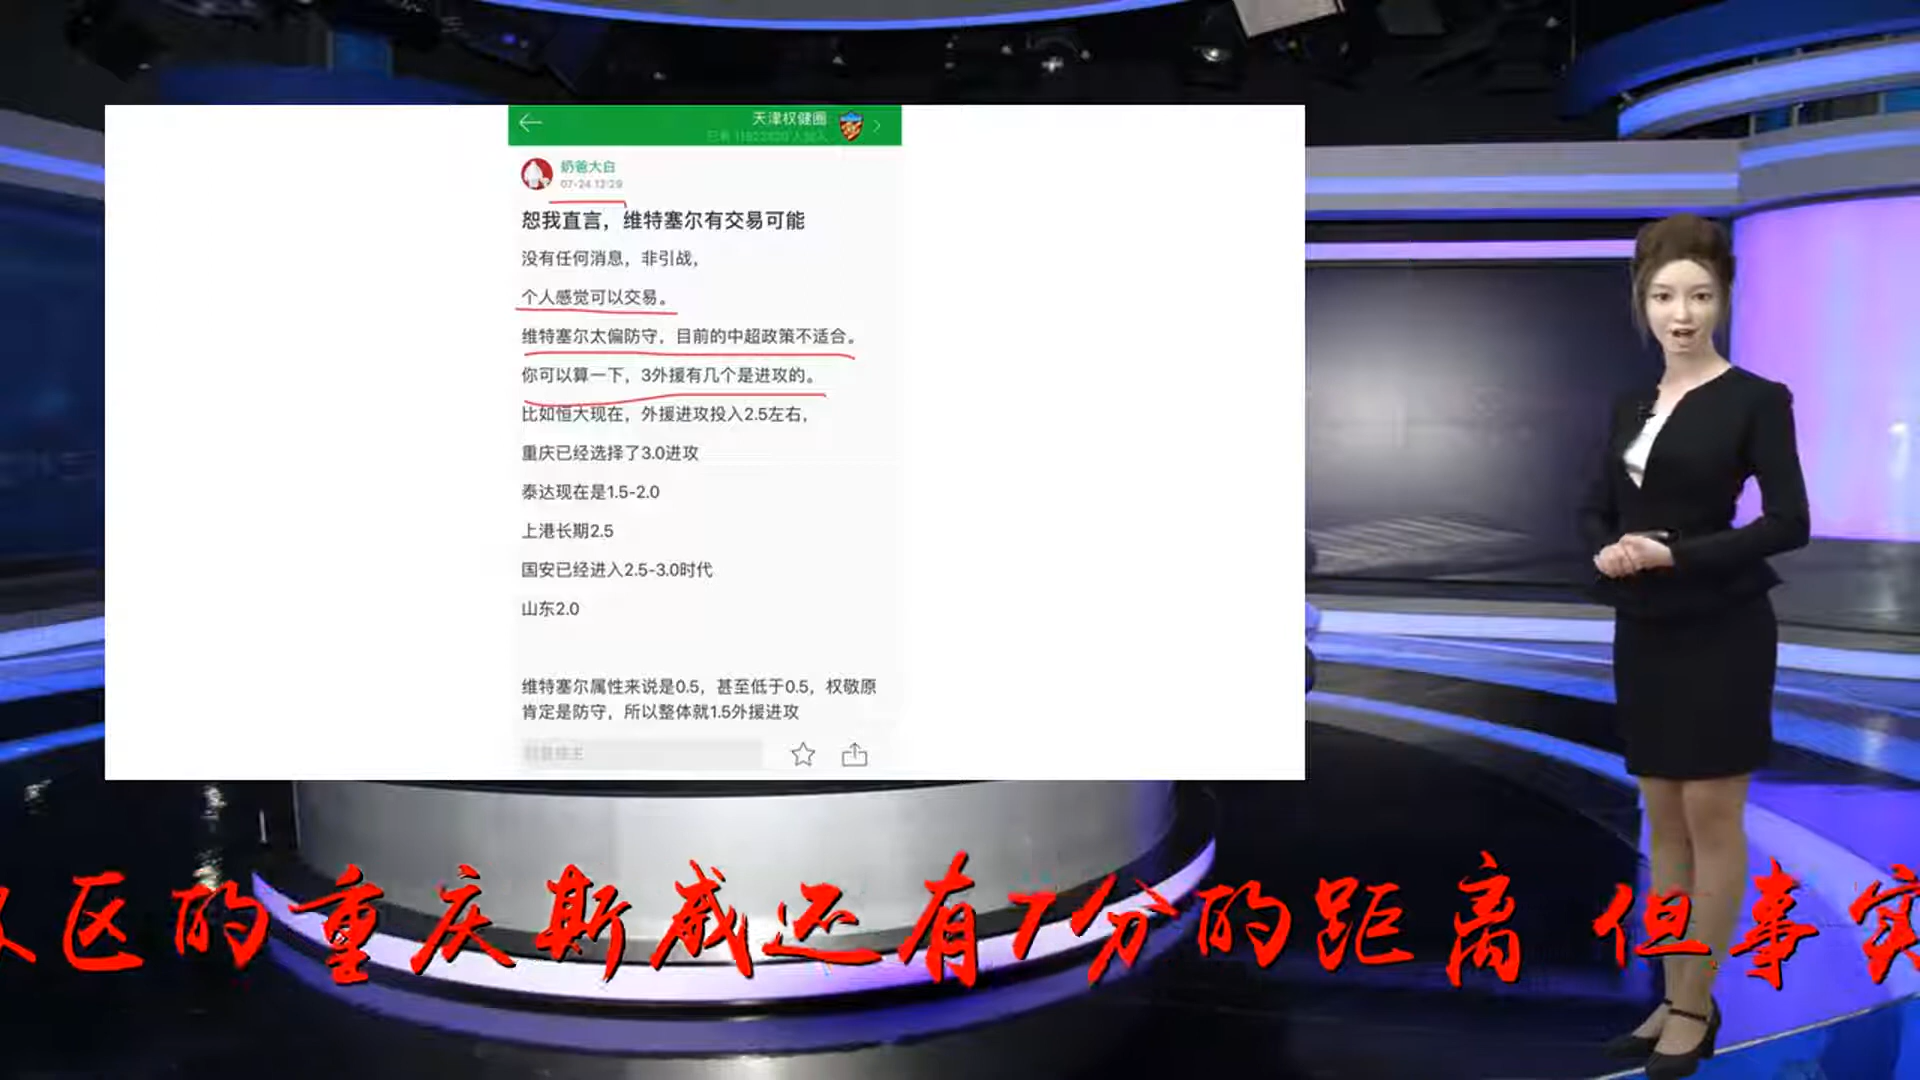 天津权健圈
奶爸大白
07-24 12:29
恕我直言，维特塞尔有交易可能
没有任何消息，非引战，
个人感觉可以交易。
维特塞尔太偏防守，目前的中超政策不适合。
你可以算一下，3外援有几个是进攻的。
比如恒大现在，外援进攻投入2.5左右，
重庆已经选择了3.0进攻
泰达现在是1.5-2.0
上港长期2.5
国安已经进入2.5-3.0时代
山东2.0
维特塞尔属性来说是0.5，甚至低于0.5，权敬原
肯定是防守，所以整体就1.5外援进攻
区的重庆斯威还有7分的距离 但事实